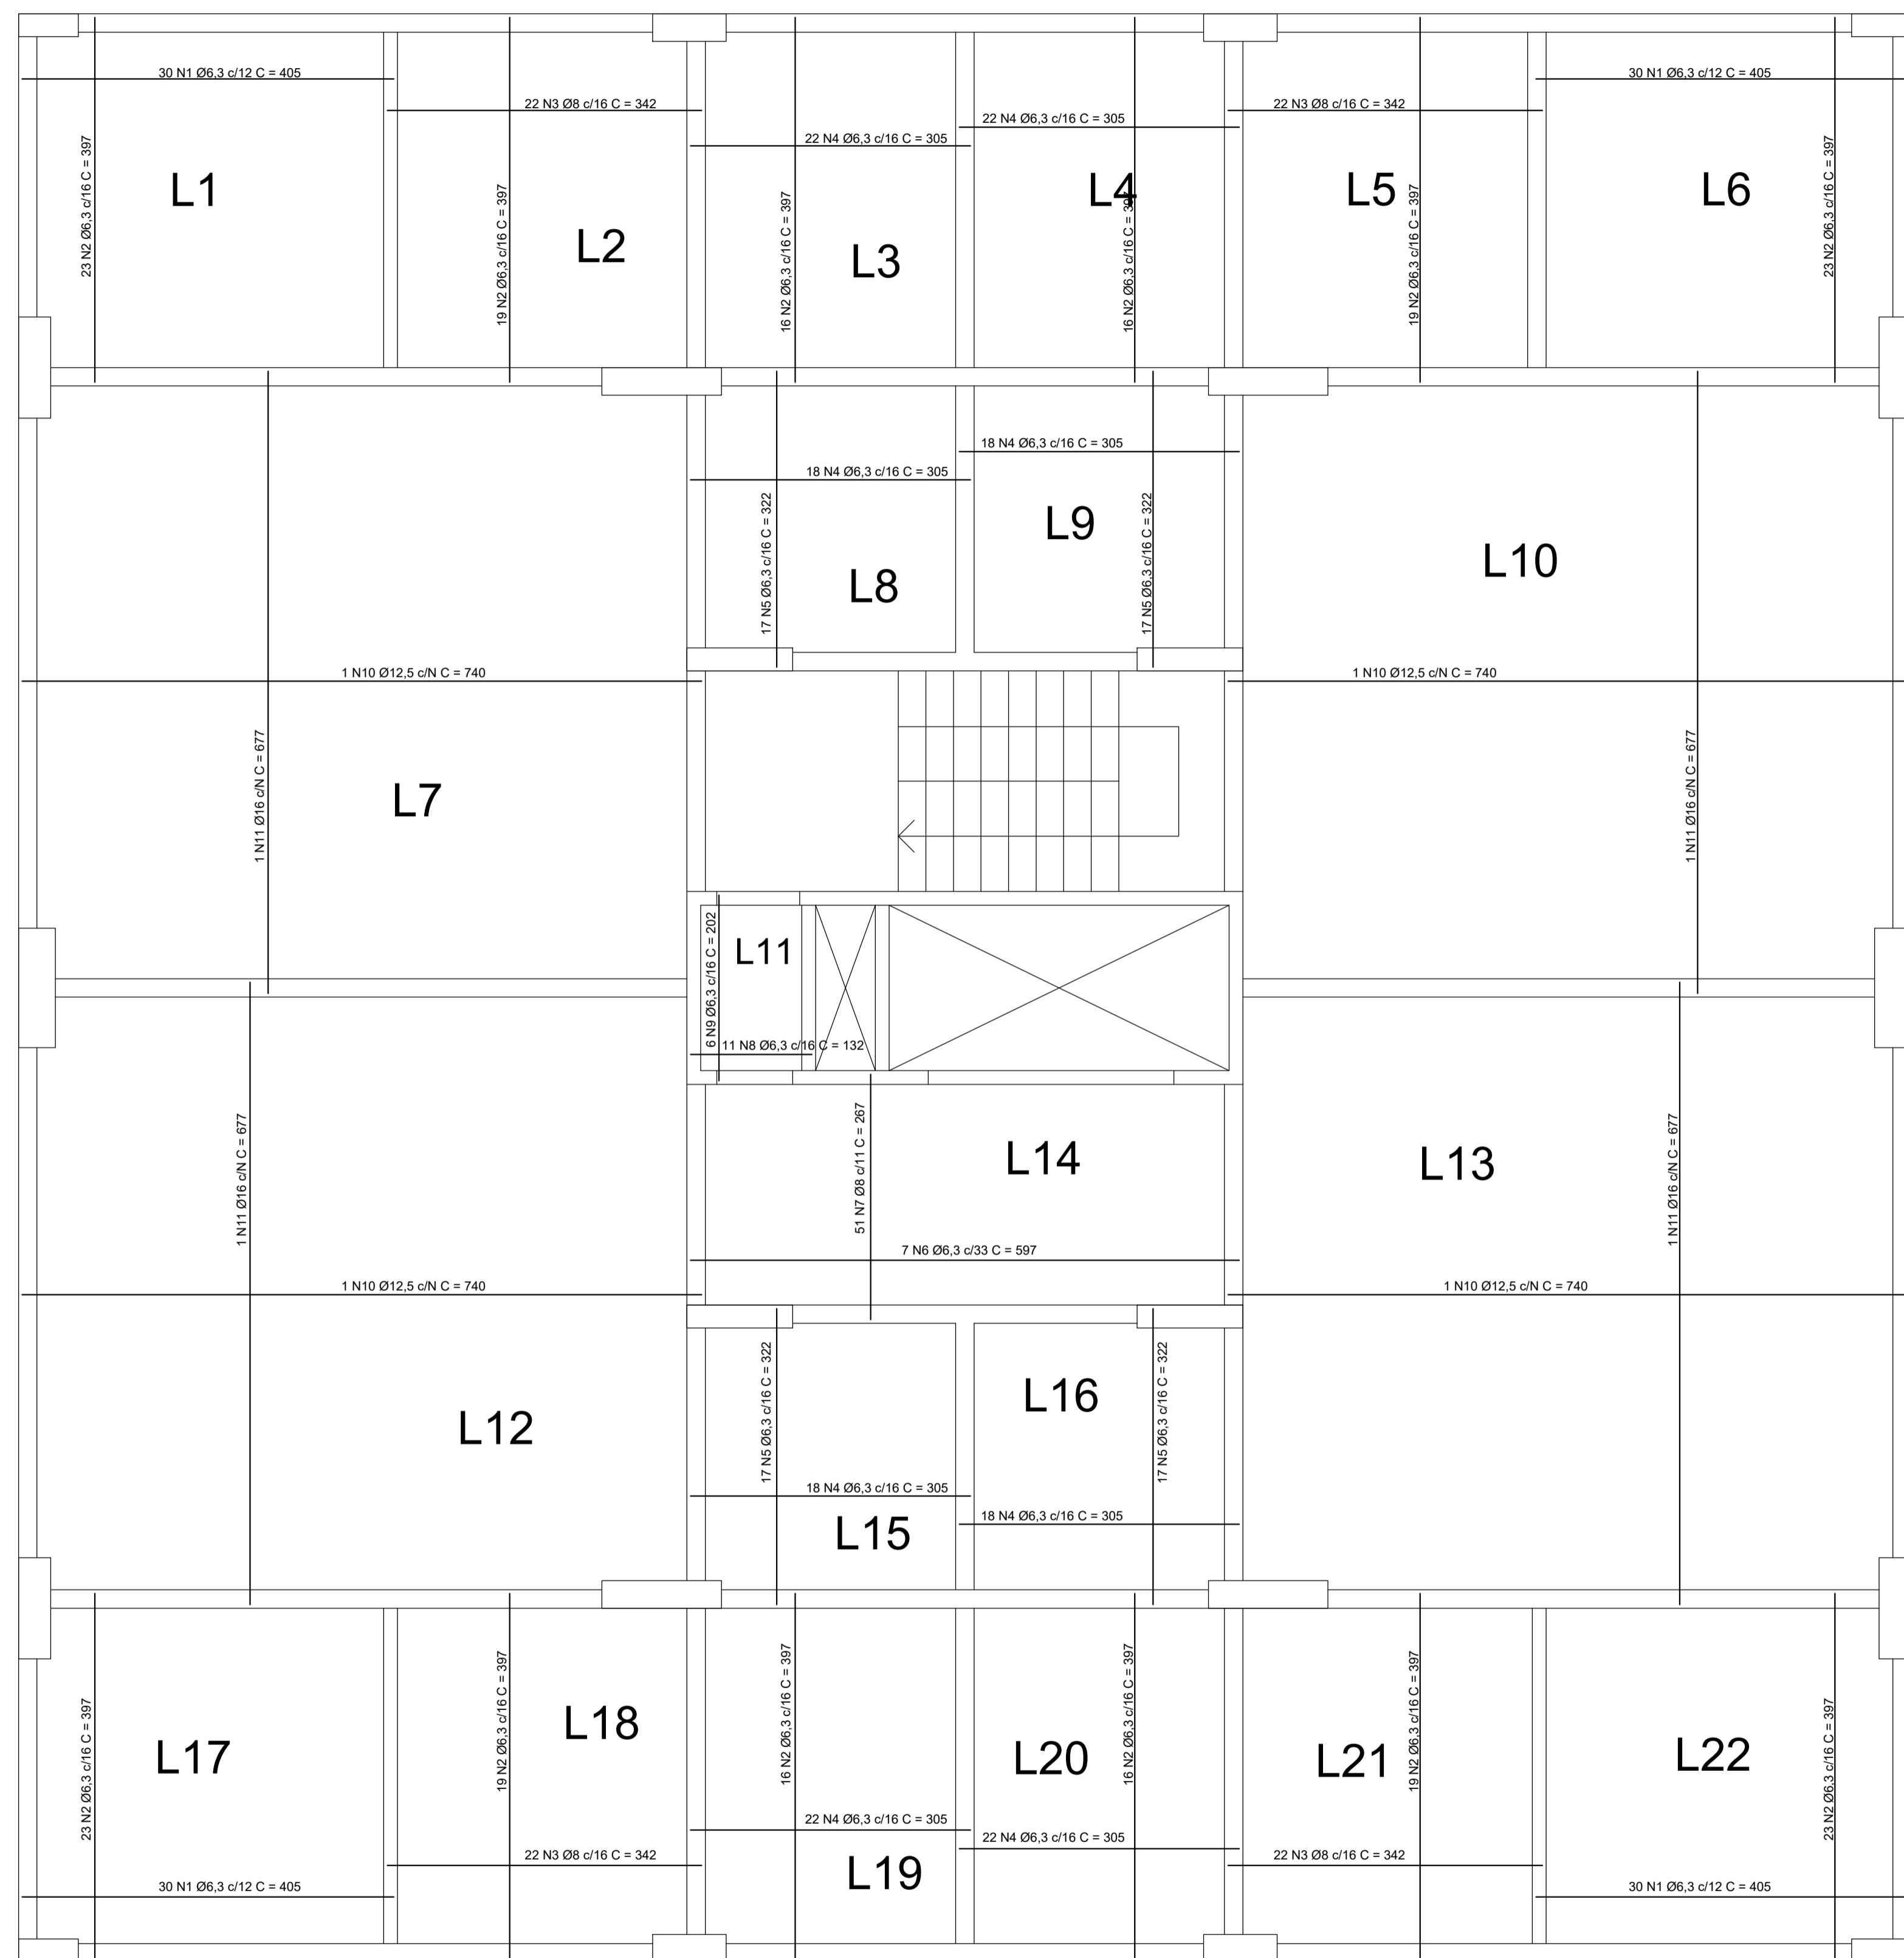 30 N1 Ø6,3 c/12 C = 405
30 N1 Ø6,3 c/12 C = 405
22 N3 Ø8 c/16 C = 342
22 N3 Ø8 c/16 C = 342
22 N4 Ø6,3 c/16 C = 305
22 N4 Ø6,3 c/16 C = 305
23 N2 Ø6,3 c/16 C = 397
19 N2 Ø6,3 c/16 C = 397
16 N2 Ø6,3 c/16 C = 397
16 N2 Ø6,3 c/16 C = 397
19 N2 Ø6,3 c/16 C = 397
23 N2 Ø6,3 c/16 C = 397
L1
L2
L3
L4
L5
L6
18 N4 Ø6,3 c/16 C = 305
18 N4 Ø6,3 c/16 C = 305
17 N5 Ø6,3 c/16 C = 322
17 N5 Ø6,3 c/16 C = 322
L8
L9
L10
1 N10 Ø12,5 c/N C = 740
1 N10 Ø12,5 c/N C = 740
1 N11 Ø16 c/N C = 677
1 N11 Ø16 c/N C = 677
L7
6 N9 Ø6,3 c/16 C = 202
L11
11 N8 Ø6,3 c/16 C = 132
1 N11 Ø16 c/N C = 677
51 N7 Ø8 c/11 C = 267
L14
L13
1 N11 Ø16 c/N C = 677
7 N6 Ø6,3 c/33 C = 597
1 N10 Ø12,5 c/N C = 740
1 N10 Ø12,5 c/N C = 740
17 N5 Ø6,3 c/16 C = 322
17 N5 Ø6,3 c/16 C = 322
L16
L12
18 N4 Ø6,3 c/16 C = 305
18 N4 Ø6,3 c/16 C = 305
L15
23 N2 Ø6,3 c/16 C = 397
19 N2 Ø6,3 c/16 C = 397
16 N2 Ø6,3 c/16 C = 397
16 N2 Ø6,3 c/16 C = 397
19 N2 Ø6,3 c/16 C = 397
23 N2 Ø6,3 c/16 C = 397
L17
L18
L20
L21
L22
22 N4 Ø6,3 c/16 C = 305
22 N4 Ø6,3 c/16 C = 305
22 N3 Ø8 c/16 C = 342
22 N3 Ø8 c/16 C = 342
L19
30 N1 Ø6,3 c/12 C = 405
30 N1 Ø6,3 c/12 C = 405